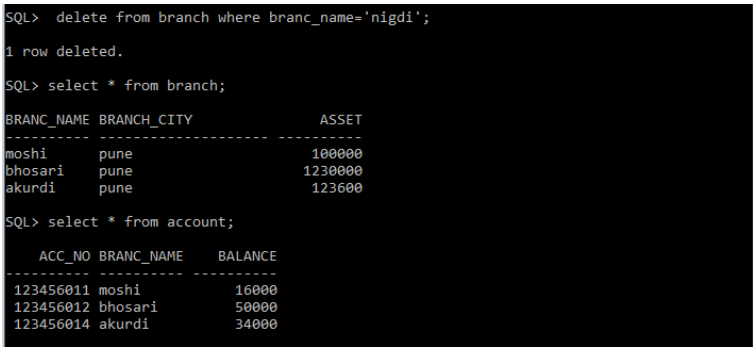 SQL>  delete from branch where branc_name='nigdi';
1 row deleted.
SQL> select * from branch;
BRANC_NAME BRANCH_CITY               ASSET
---------- -------------------- ----------
moshi      pune                     100000
bhosari    pune                    1230000
akurdi     pune                     123600
SQL> select * from account;
    ACC_NO BRANC_NAME    BALANCE
---------- ---------- ----------
 123456011 moshi           16000
 123456012 bhosari         50000
 123456014 akurdi          34000